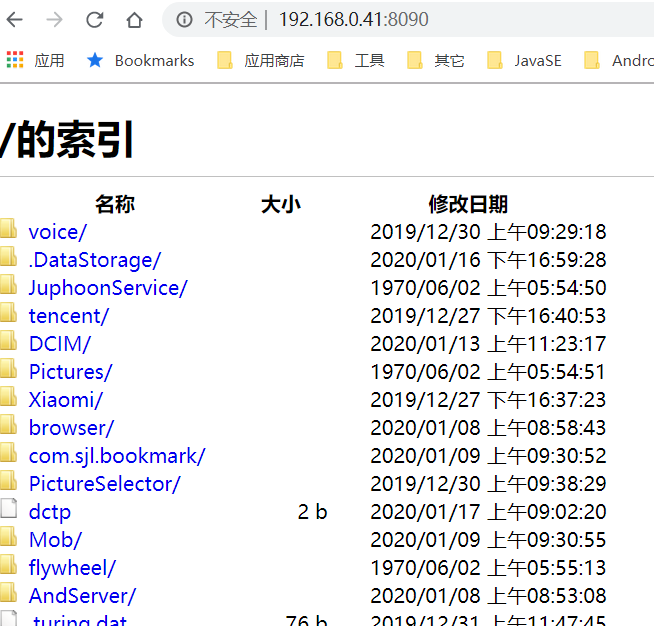 不安全 | 192.168.0.41:8090
应用 Bookmarks 应用商店 工具 其它 JavaSE Andro
/的索引
名称 大小 修改日期
voice/ 2019/12/30 上午09:29:18
.DataStorage/ 2020/01/16 下午16:59:28
JuphoonService/ 1970/06/02 上午05:54:50
tencent/ 2019/12/27 下午16:40:53
DCIM/ 2020/01/13 上午11:23:17
Pictures/ 1970/06/02 上午05:54:51
Xiaomi/ 2019/12/27 下午16:37:23
browser/ 2020/01/08 上午08:58:43
com.sjl.bookmark/ 2020/01/09 上午09:30:52
PictureSelector/ 2019/12/30 上午09:38:29
dctp 2 b 2020/01/17 上午09:02:20
Mob/ 2020/01/09 上午09:30:55
flywheel/ 1970/06/02 上午05:55:13
AndServer/ 2020/01/08 上午08:53:08
.turing.dat 76 b 2019/12/31 上午11:47:45